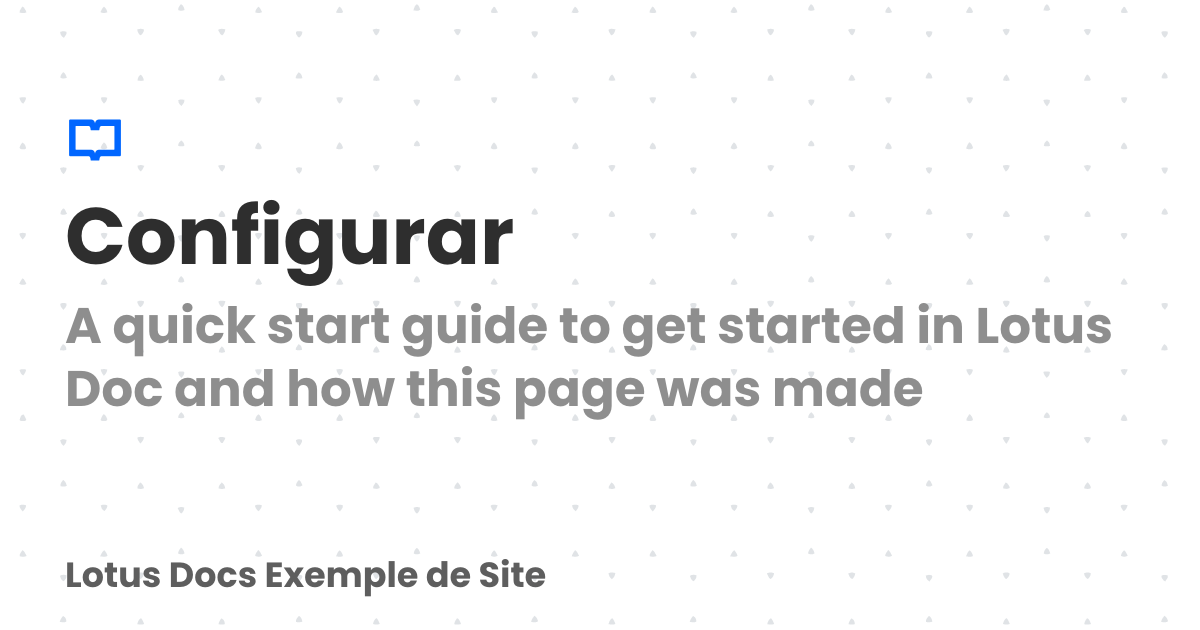 Configurar
A quick start guide to get started in Lotus
Doc and how this page was made
Lotus Docs Exemple de Site